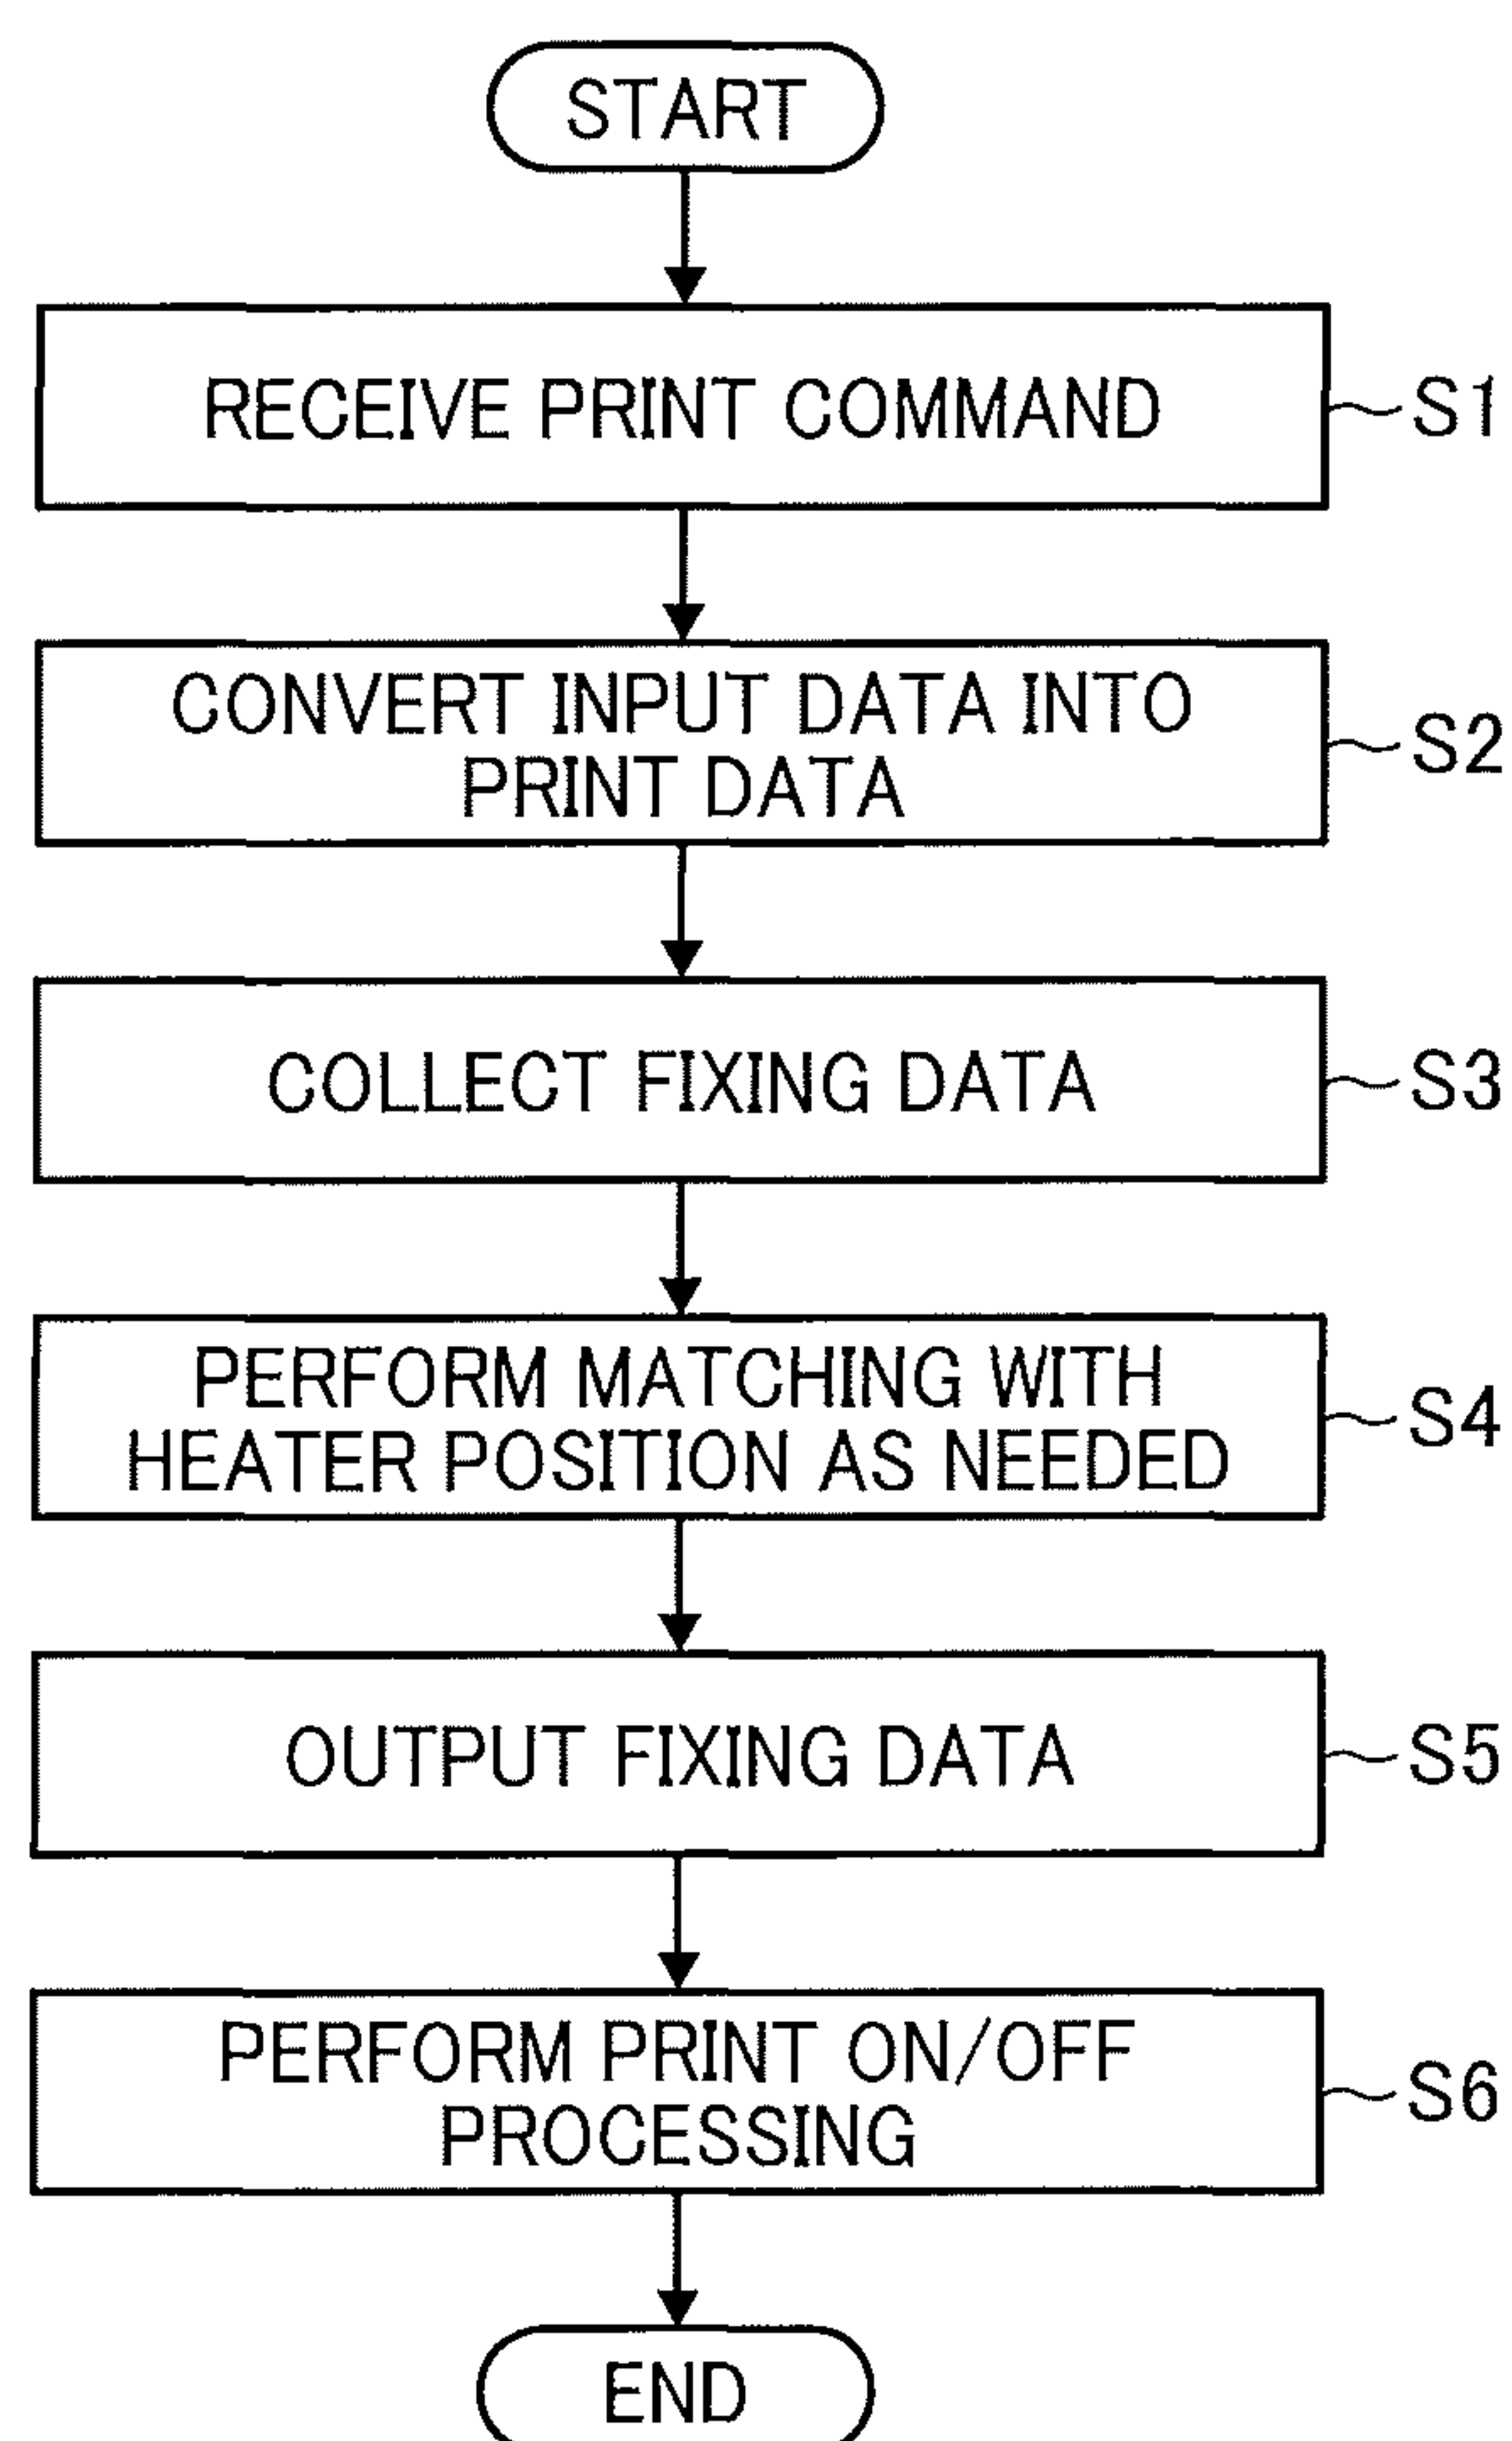 START
RECEIVE PRINT COMMAND
S1
CONVERT INPUT DATA INTO
PRINT DATA
S2
COLLECT FIXING DATA
S3
PERFORM MATCHING WITH
HEATER POSITION AS NEEDED
S4
OUTPUT FIXING DATA
S5
PERFORM PRINT ON/OFF
PROCESSING
S6
END